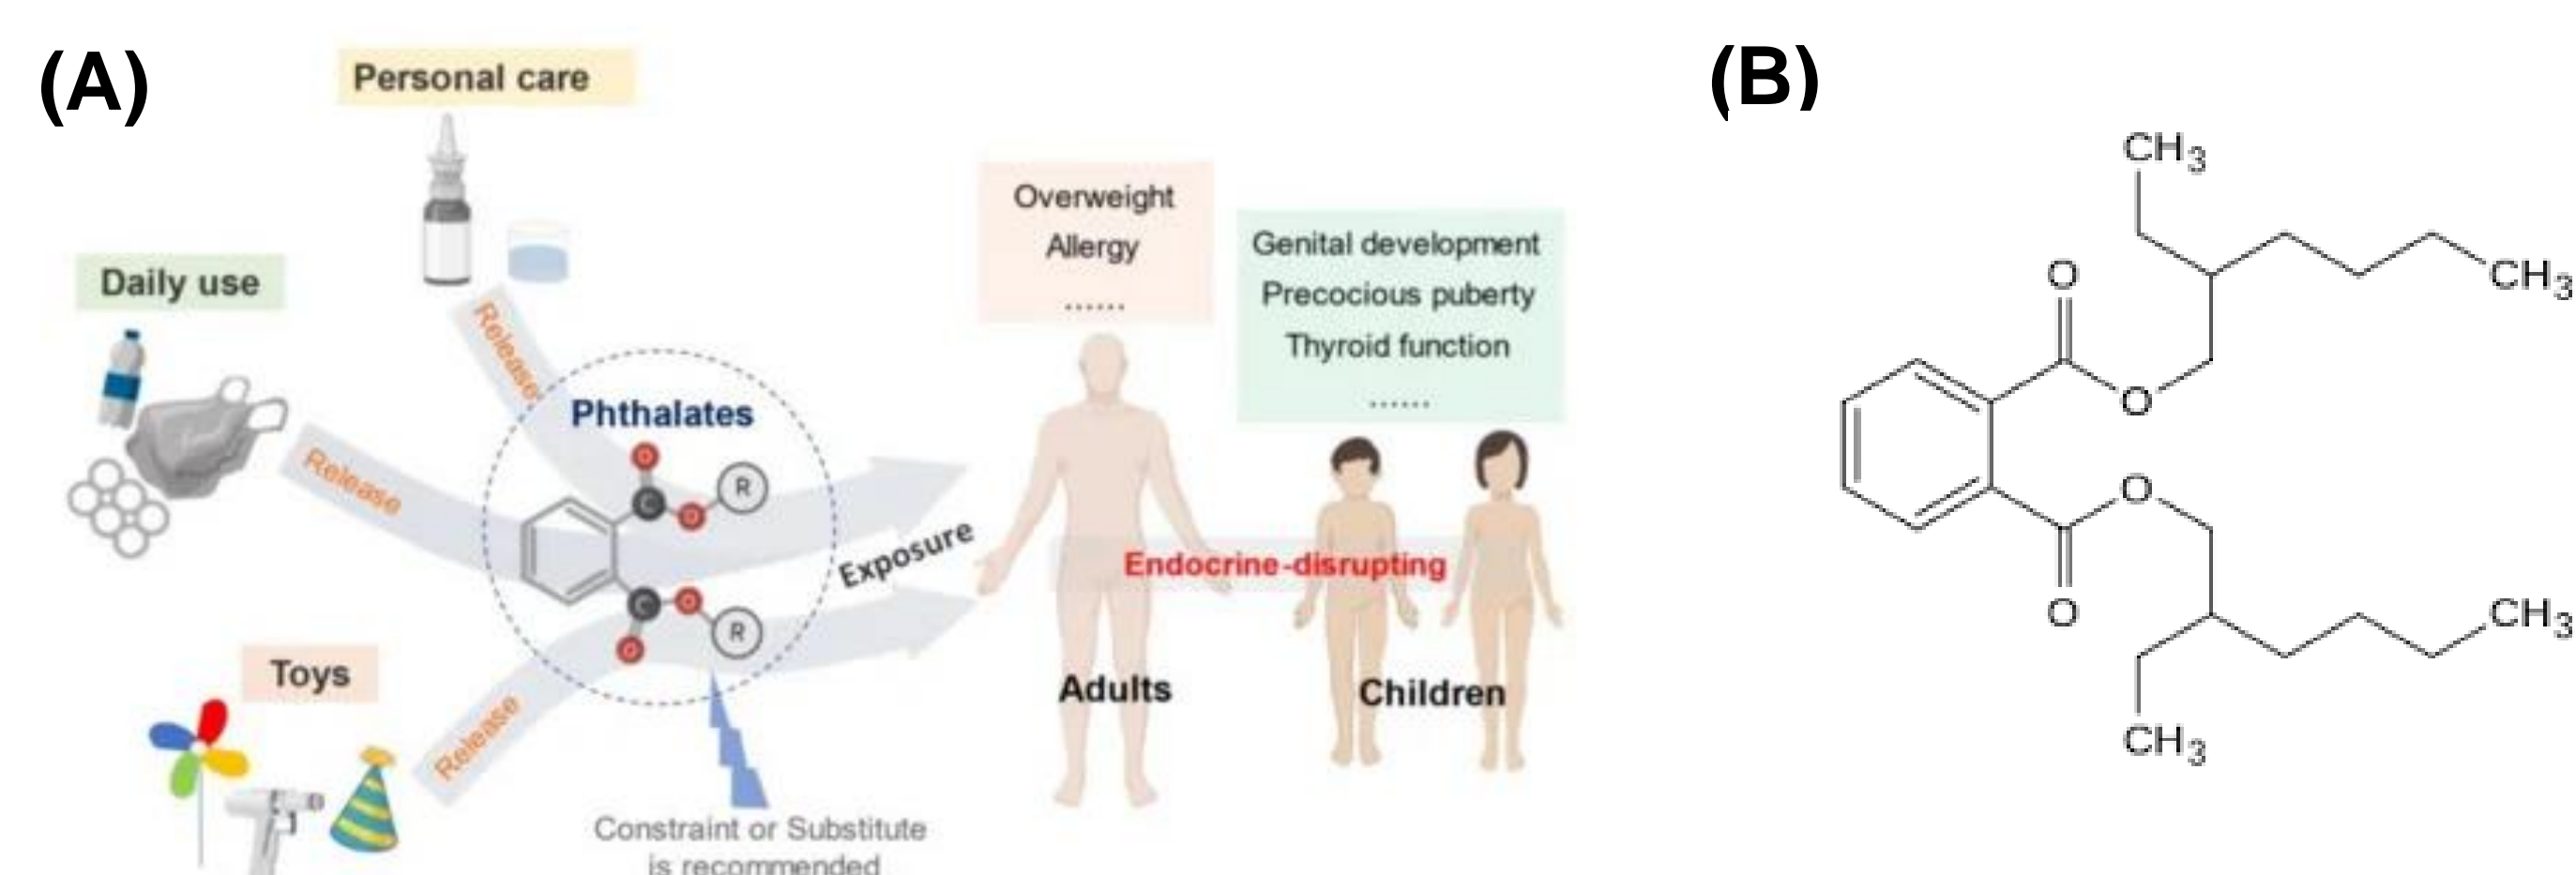 (A)
Personal care
Daily use
Toys
Release
Release
Release
Phthalates
O
C
O
R
C
O
O
R
Exposure
Constraint or Substitute
is recommended
Overweight
Allergy
......
Genital development
Precocious puberty
Thyroid function
......
Endocrine-disrupting
Adults
Children
(B)
CH3
O
CH3
O
O
O
CH3
CH3